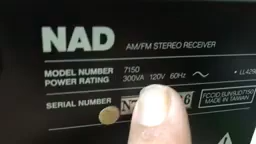 NAD AM/FM STEREO RECEIVER
MODEL NUMBER 7150
POWER RATING 300VA 120V 60Hz
SERIAL NUMBER
MADE IN TAIWAN